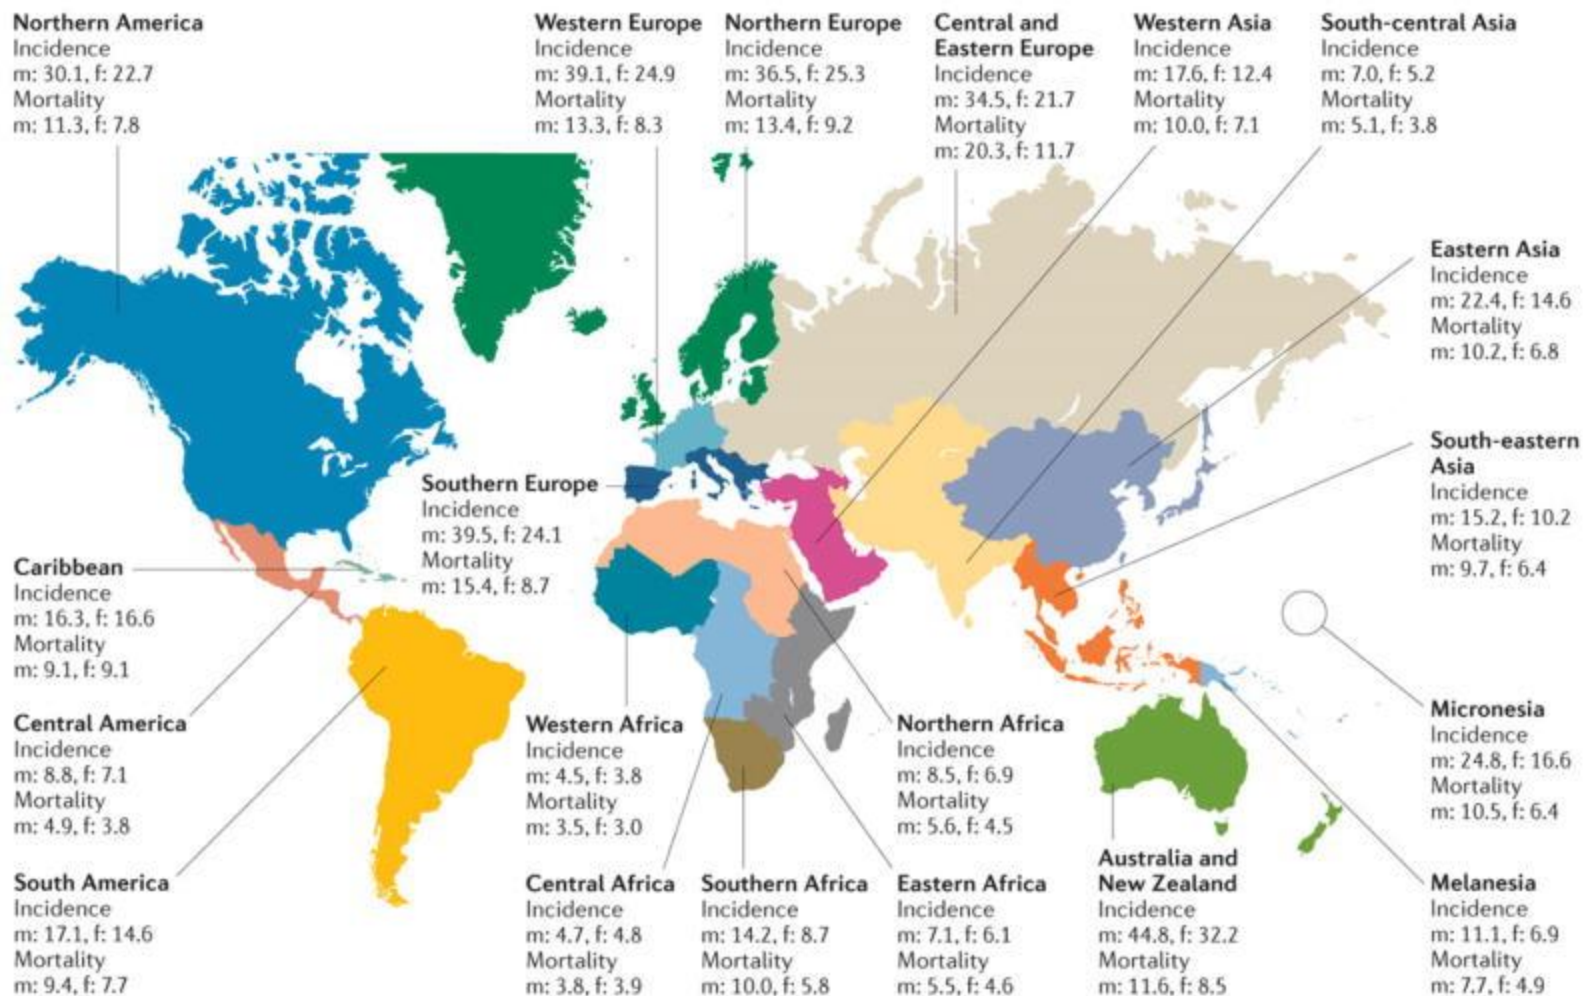 Northern America
Incidence
m: 30.1, f: 22.7
Mortality
m: 11.3, f: 7.8
Western Europe
Incidence
m: 39.1, f: 24.9
Mortality
m: 13.3, f: 8.3
Northern Europe
Incidence
m: 36.5, f: 25.3
Mortality
m: 13.4, f: 9.2
Central and
Eastern Europe
Incidence
m: 34.5, f: 21.7
Mortality
m: 20.3, f: 11.7
Western Asia
Incidence
m: 17.6, f: 12.4
Mortality
m: 10.0, f: 7.1
South-central Asia
Incidence
m: 7.0, f: 5.2
Mortality
m: 5.1, f: 3.8
Eastern Asia
Incidence
m: 22.4, f: 14.6
Mortality
m: 10.2, f: 6.8
South-eastern
Asia
Incidence
m: 15.2, f: 10.2
Mortality
m: 9.7, f: 6.4
Southern Europe
Incidence
m: 39.5, f: 24.1
Mortality
m: 15.4, f: 8.7
Caribbean
Incidence
m: 16.3, f: 16.6
Mortality
m: 9.1, f: 9.1
Central America
Incidence
m: 8.8, f: 7.1
Mortality
m: 4.9, f: 3.8
Western Africa
Incidence
m: 4.5, f: 3.8
Mortality
m: 3.5, f: 3.0
Northern Africa
Incidence
m: 8.5, f: 6.9
Mortality
m: 5.6, f: 4.5
Micronesia
Incidence
m: 24.8, f: 16.6
Mortality
m: 10.5, f: 6.4
South America
Incidence
m: 17.1, f: 14.6
Mortality
m: 9.4, f: 7.7
Central Africa
Incidence
m: 4.7, f: 4.8
Mortality
m: 3.8, f: 3.9
Southern Africa
Incidence
m: 14.2, f: 8.7
Mortality
m: 10.0, f: 5.8
Eastern Africa
Incidence
m: 7.1, f: 6.1
Mortality
m: 5.5, f: 4.6
Australia and
New Zealand
Incidence
m: 44.8, f: 32.2
Mortality
m: 11.6, f: 8.5
Melanesia
Incidence
m: 11.1, f: 6.9
Mortality
m: 7.7, f: 4.9